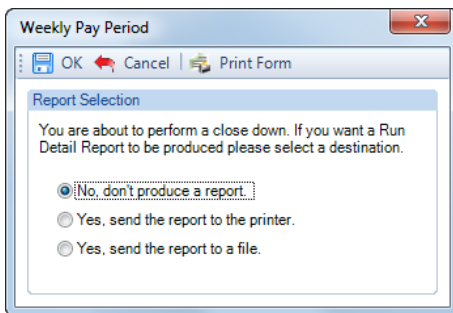 Weekly Pay Period
OK Cancel Print Form
Report Selection
You are about to perform a close down. If you want a Run
Detail Report to be produced please select a destination.
No, don't produce a report.
Yes, send the report to the printer.
Yes, send the report to a file.